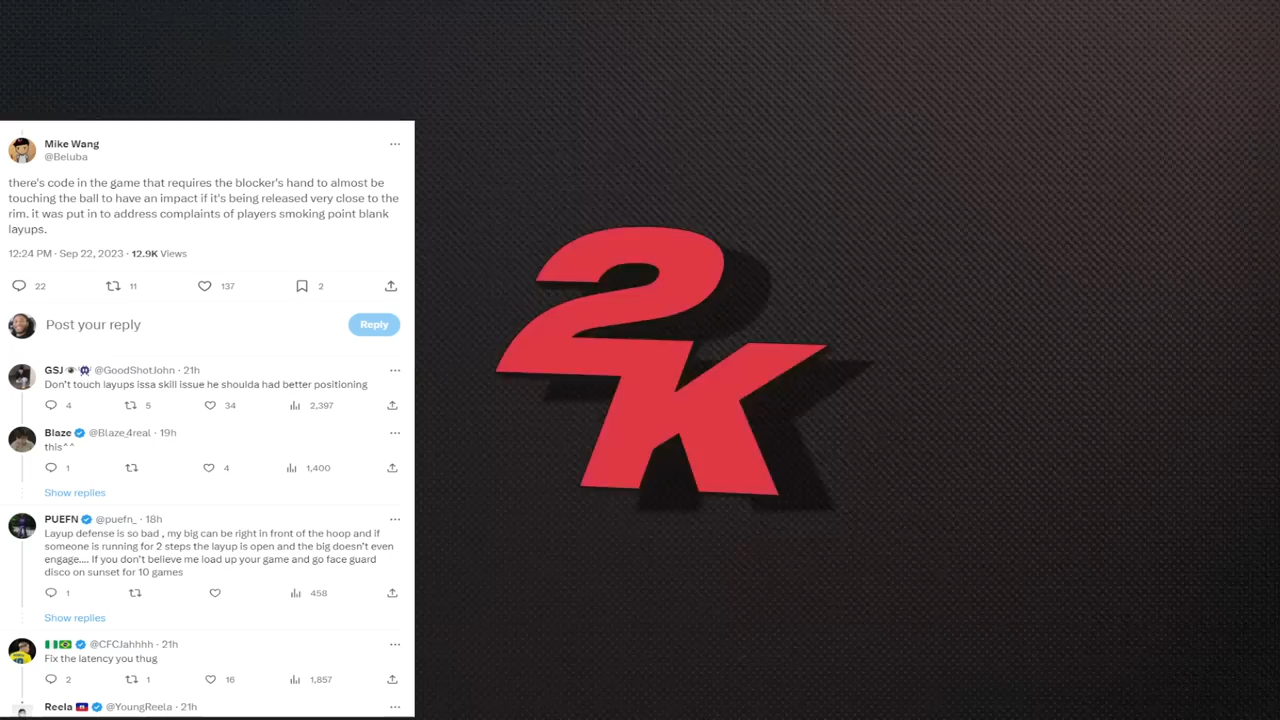 Mike Wang
@Beluba
there's code in the game that requires the blocker's hand to almost be
touching the ball to have an impact if it's being released very close to the
rim. it was put in to address complaints of players smoking point blank
layups.
12:24 PM · Sep 22, 2023 · 12.9K Views
22 11 137 2
Post your reply
Reply
GSJ @GoodShotJohn · 21h
Don't touch layups issa skill issue he shoulda had better positioning
4 5 34 2,397
Blaze @Blaze4real · 19h
this^^
1 4 1,400
Show replies
PUEFN @puefn_ · 18h
Layup defense is so bad , my big can be right in front of the hoop and if
someone is running for 2 steps the layup is open and the big doesn't even
engage.... If you don't believe me load up your game and go face guard
disco on sunset for 10 games
1 458
Show replies
@CFCJahhhh · 21h
Fix the latency you thug
2 1 16 1,857
Reela @YoungReela · 21h
2K